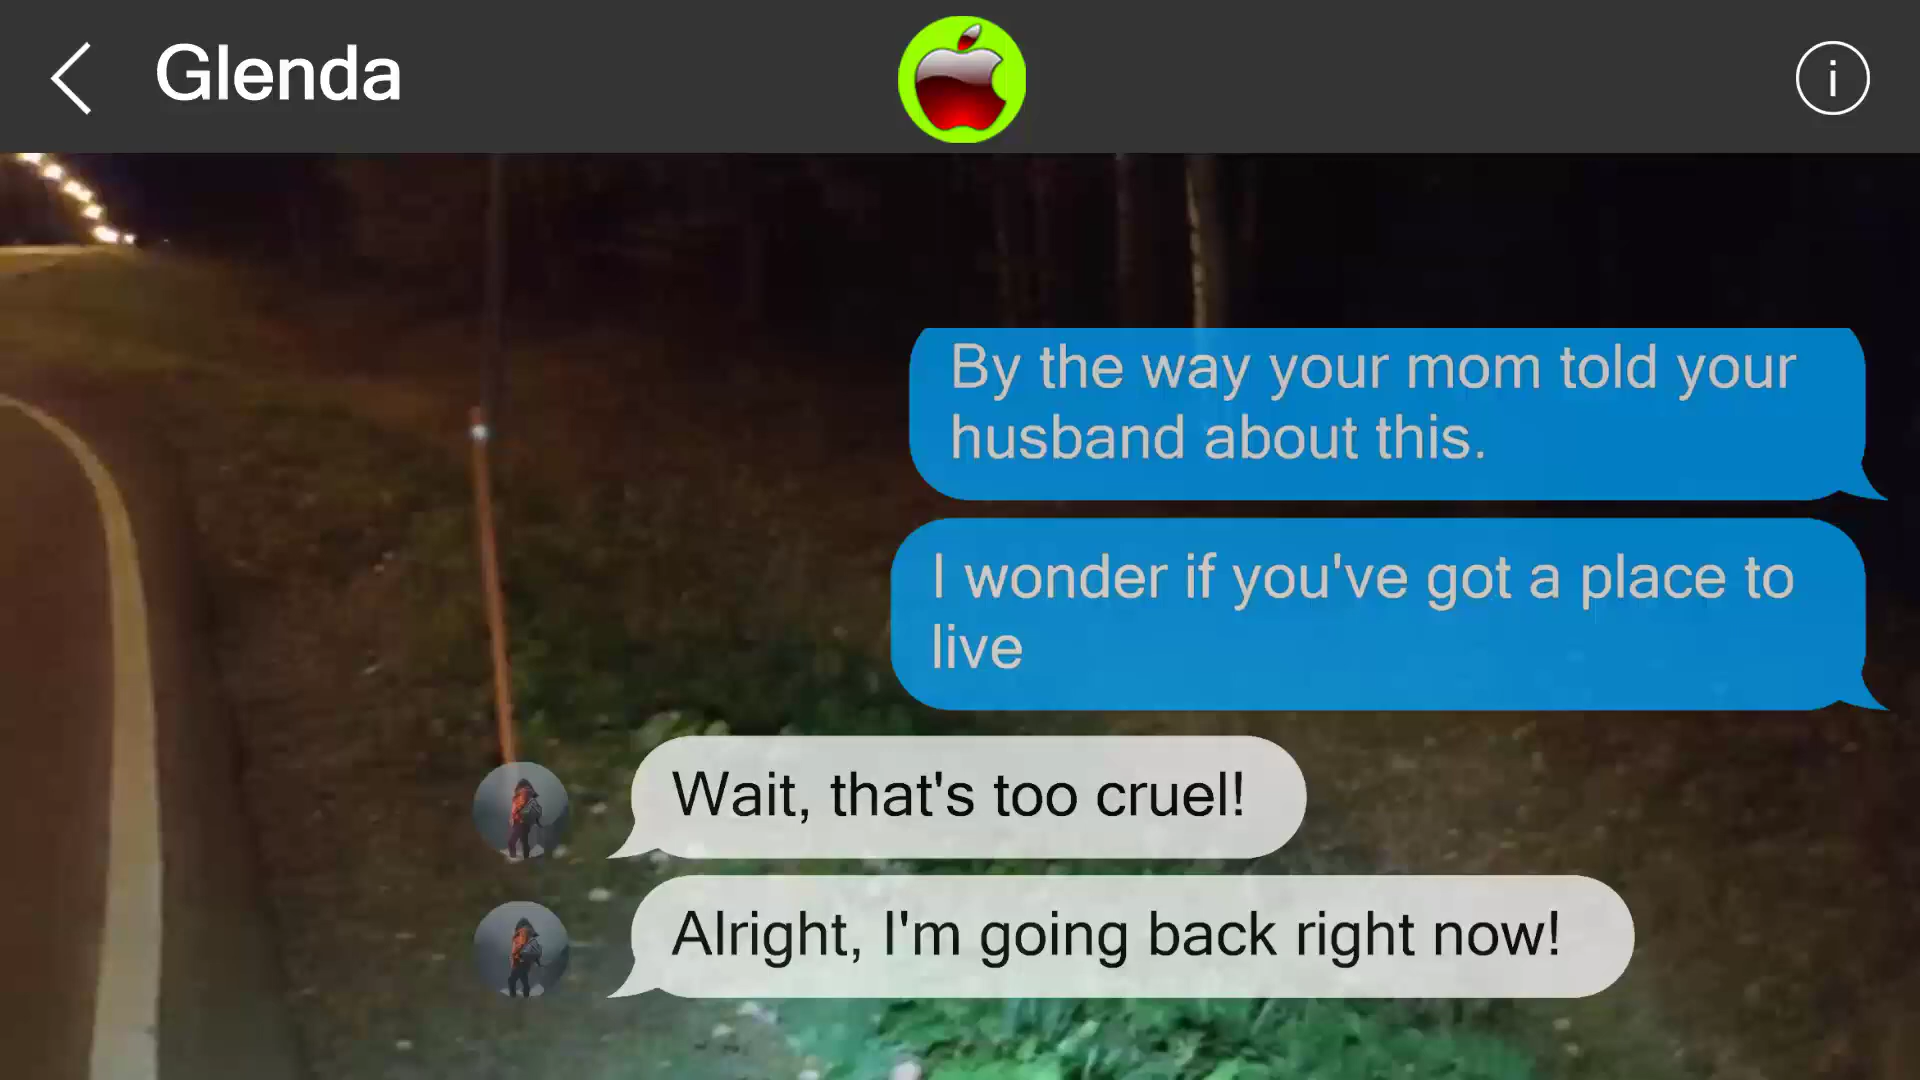 Glenda
i
By the way your mom told your
husband about this.
I wonder if you've got a place to
live
Wait, that's too cruel!
Alright, I'm going back right now!